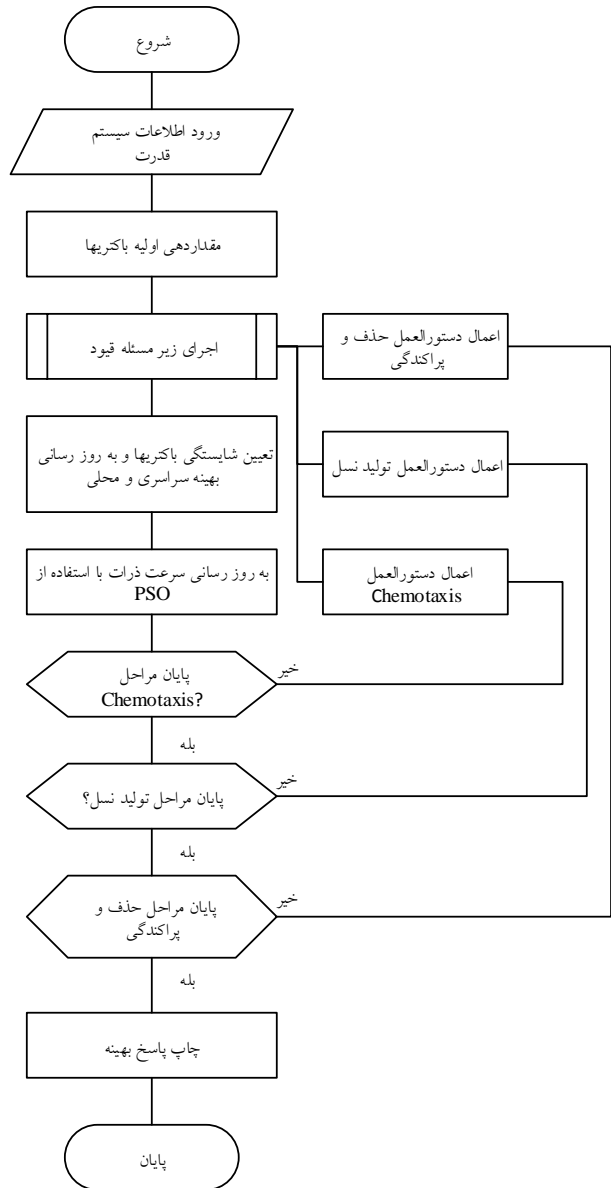 شروع
ورود اطلاعات سیستم
قدرت
مقداردهی اولیه باکتریها
اجرای زیر مسئله قیود
اعمال دستورالعمل حذف و
پراکندگی
تعیین شایستگی باکتریها و به روز رسانی
بهینه سراسری و محلی
اعمال دستورالعمل تولید نسل
به روز رسانی سرعت ذرات با استفاده از
PSO
اعمال دستورالعمل
Chemotaxis
پایان مراحل
Chemotaxis?
خیر
بله
پایان مراحل تولید نسل؟
خیر
بله
پایان مراحل حذف و
پراکندگی
خیر
بله
چاپ پاسخ بهینه
پایان